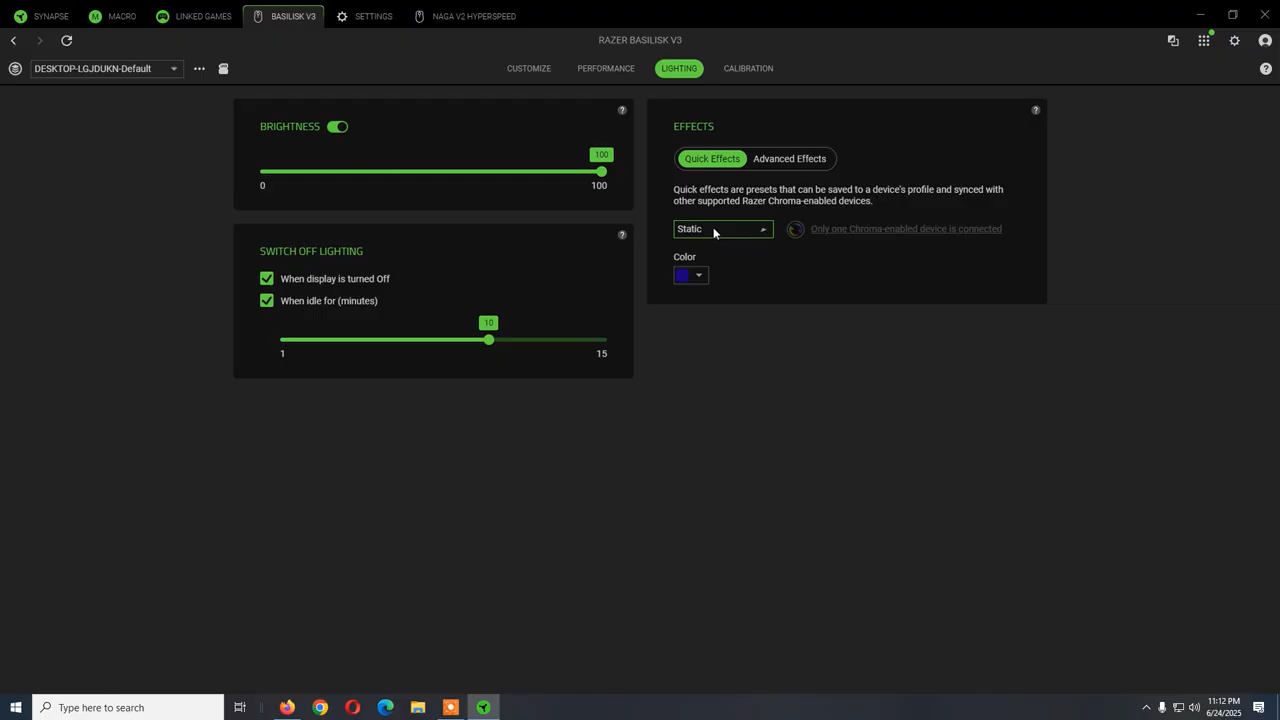 SYNAPSE MACRO LINKED GAMES BASILISK V3 SETTINGS NAGA V2 HYPERSPEED
RAZER BASILISK V3
DESKTOP-LGJDUKN-Default CUSTOMIZE PERFORMANCE LIGHTING CALIBRATION
BRIGHTNESS
100
0 100
SWITCH OFF LIGHTING
When display is turned Off
When idle for (minutes)
10
1 15
EFFECTS
Quick Effects Advanced Effects
Quick effects are presets that can be saved to a device's profile and synced with
other supported Razer Chroma-enabled devices.
Static Only one Chroma-enabled device is connected
Color
Type here to search
11:12 PM
6/24/2025